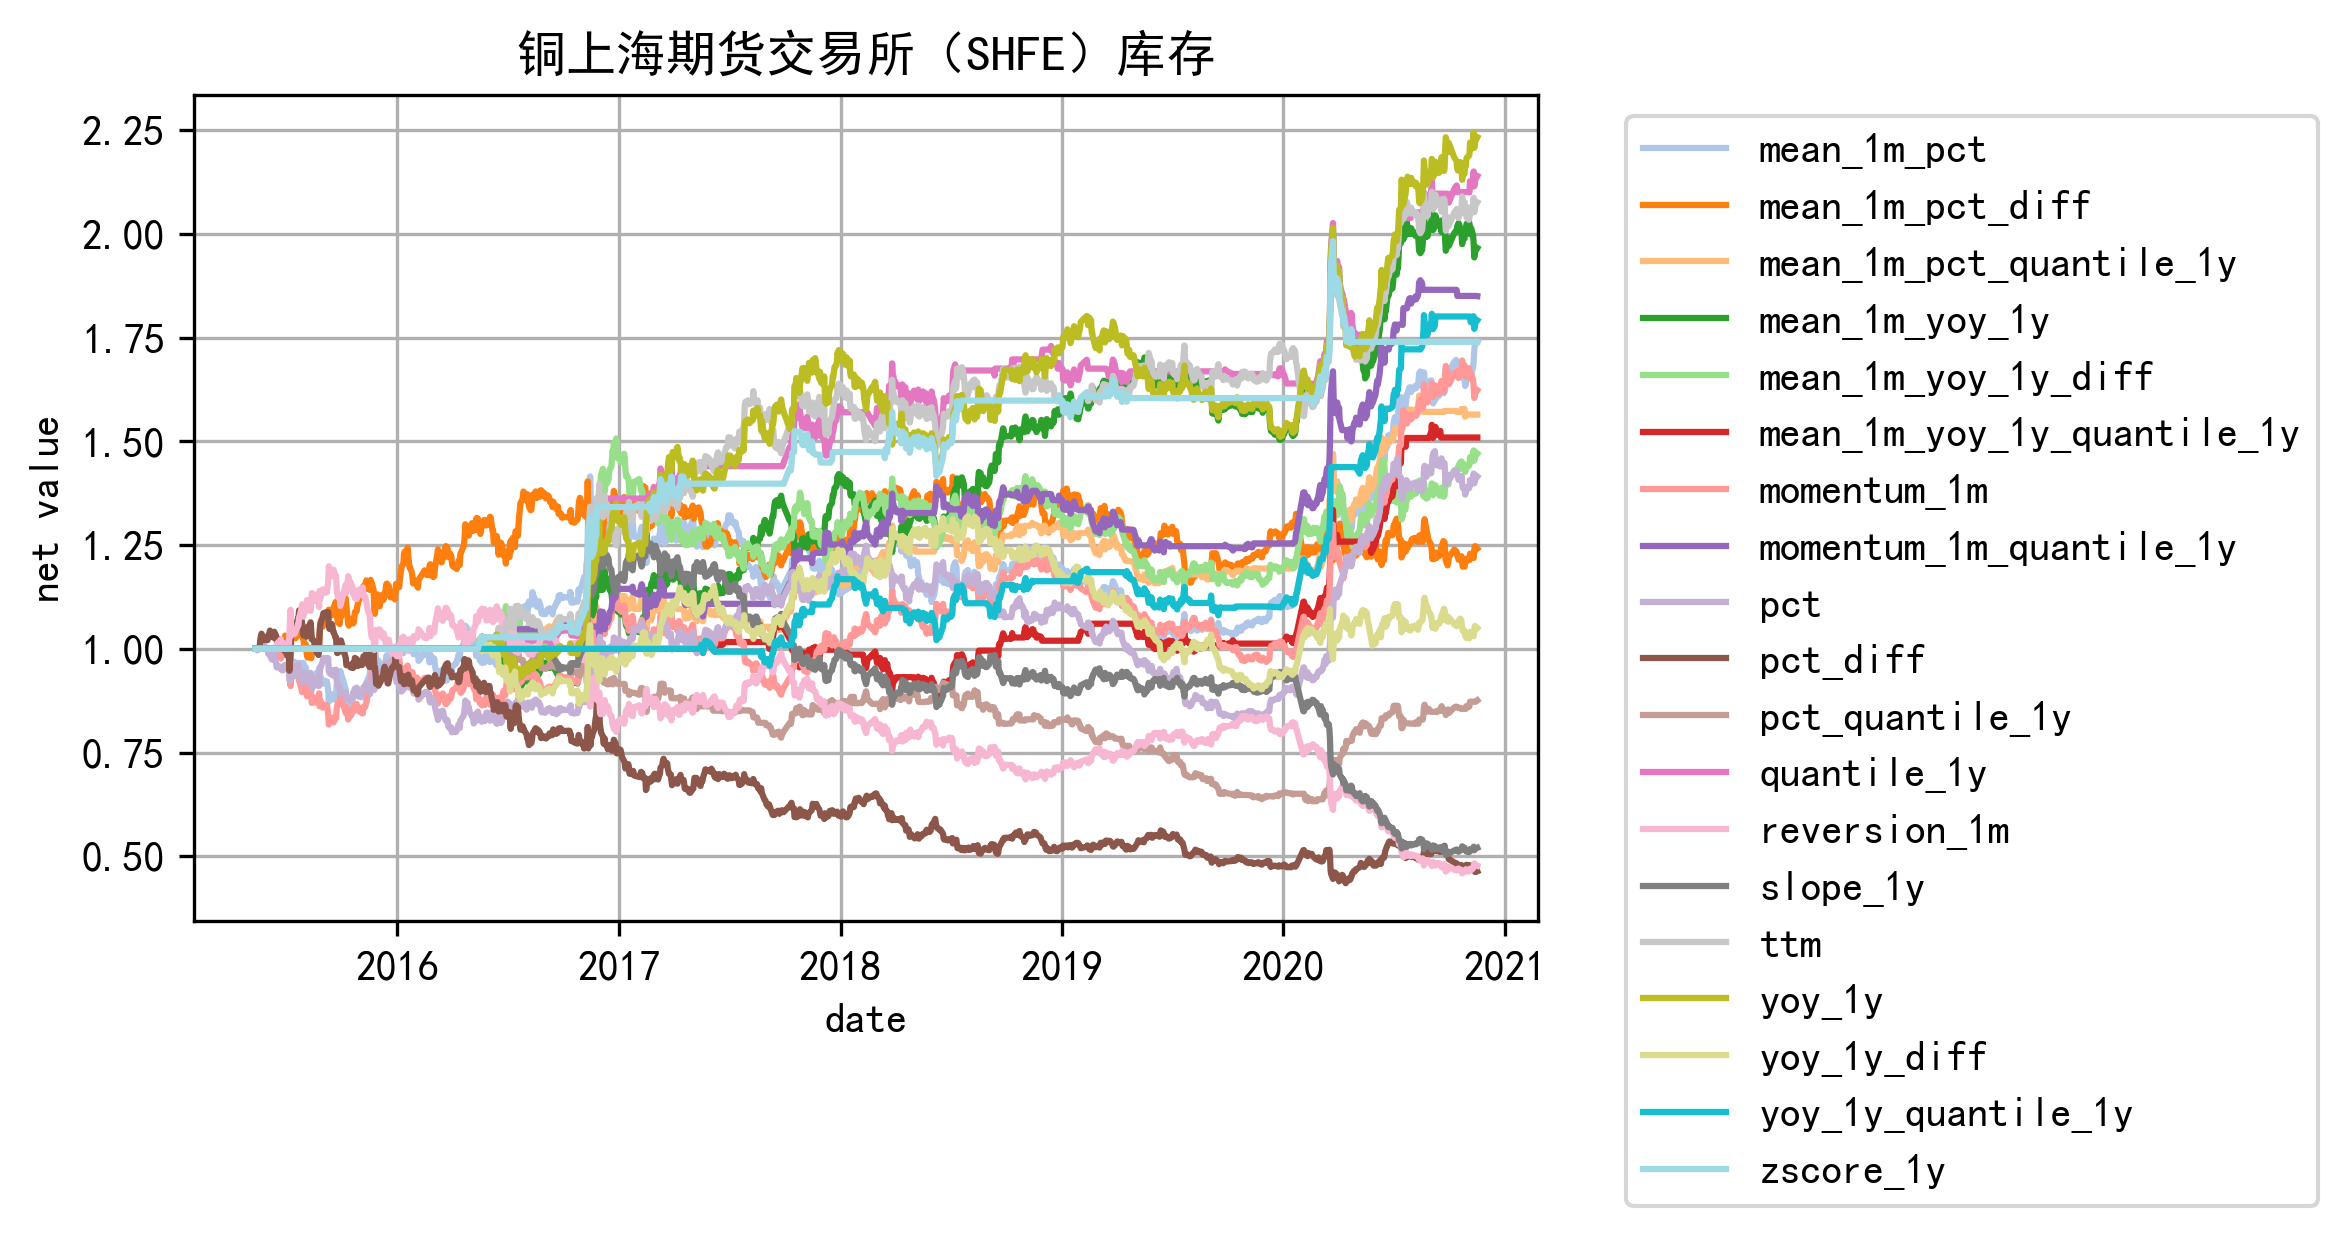 铜上海期货交易所（SHFE）库存
2.25
2.00
1.75
1.50
1.25
1.00
0.75
0.50
net value
2016
2017
2018
2019
2020
2021
date
mean_1m_pct
mean_1m_pct_diff
mean_1m_pct_quantile_1y
mean_1m_yoy_1y
mean_1m_yoy_1y_diff
mean_1m_yoy_1y_quantile_1y
momentum_1m
momentum_1m_quantile_1y
pct
pct_diff
pct_quantile_1y
quantile_1y
reversion_1m
slope_1y
ttm
yoy_1y
yoy_1y_diff
yoy_1y_quantile_1y
zscore_1y